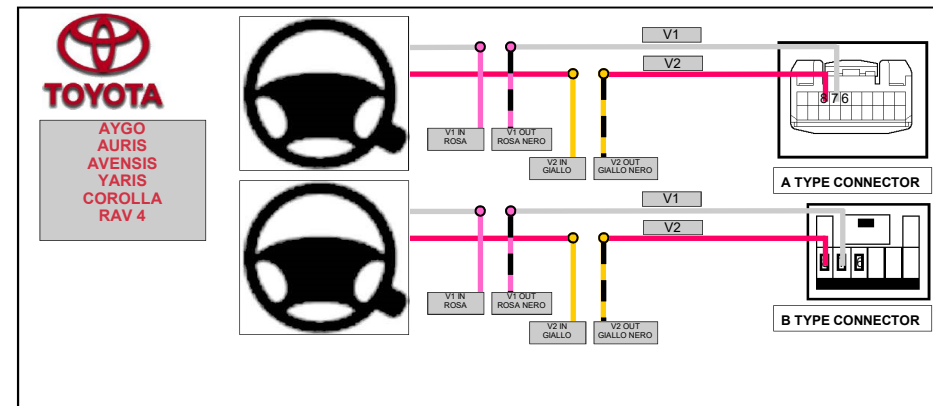 TOYOTA
AYGO
AURIS
AVENSIS
YARIS
COROLLA
RAV 4
V1
V2
8 7 6
V1 IN
ROSA
V1 OUT
ROSA NERO
V2 IN
GIALLO
V2 OUT
GIALLO NERO
A TYPE CONNECTOR
V1
V2
V1 IN
ROSA
V1 OUT
ROSA NERO
V2 IN
GIALLO
V2 OUT
GIALLO NERO
B TYPE CONNECTOR